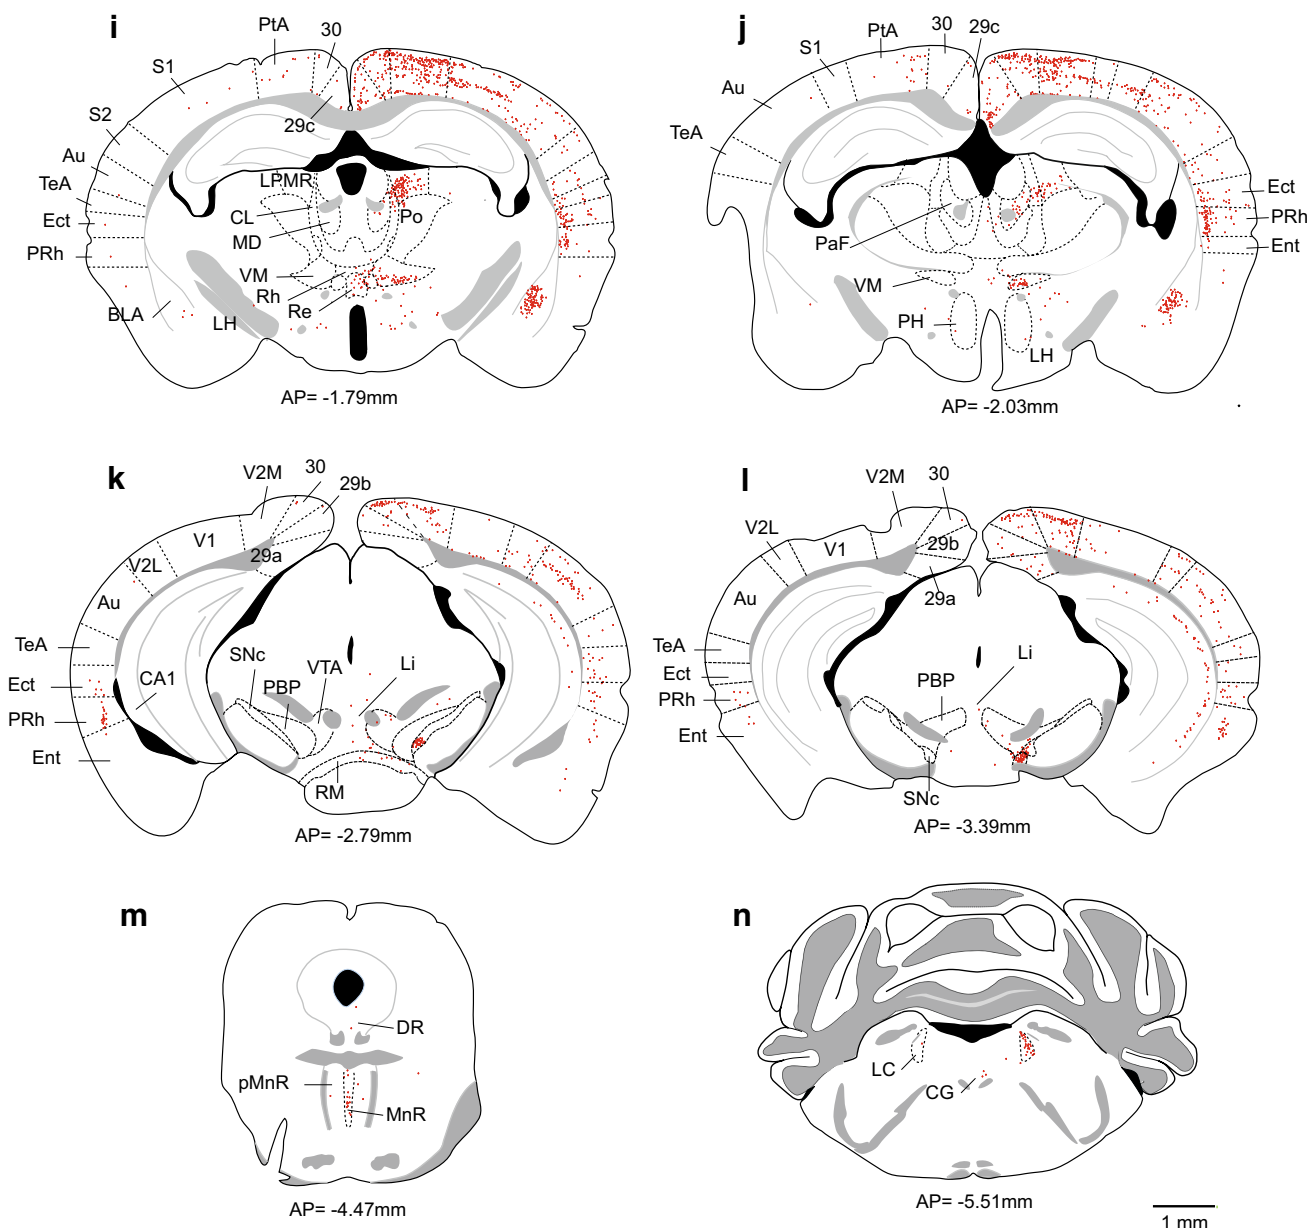 i
PtA
30
S1
S2
Au
TeA
Ect
PRh
BLA
29c
LPMR
CL
MD
Po
VM
Rh
Re
LH
AP= -1.79mm
j
30
29c
PtA
S1
Au
TeA
Ect
PRh
Ent
PaF
VM
PH
LH
AP= -2.03mm
k
V2M
30
29b
V1
29a
V2L
Au
TeA
Ect
PRh
Ent
CA1
SNc
PBP
VTA
Li
RM
AP= -2.79mm
l
V2M
30
V2L
V1
29b
29a
Au
TeA
Ect
PRh
Ent
PBP
Li
SNc
AP= -3.39mm
m
DR
pMnR
MnR
AP= -4.47mm
n
LC
CG
AP= -5.51mm
1 mm